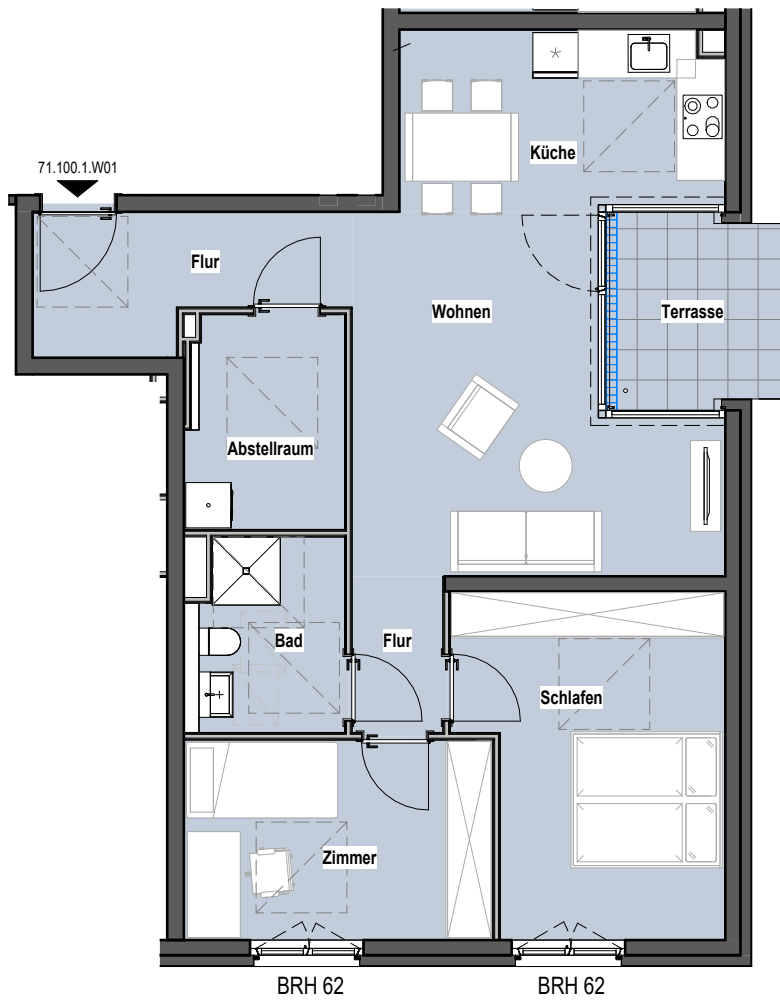 Küche
71.100.1.W01
Flur
Wohnen
Terrasse
Abstellraum
Bad
Flur
Schlafen
Zimmer
BRH 62
BRH 62